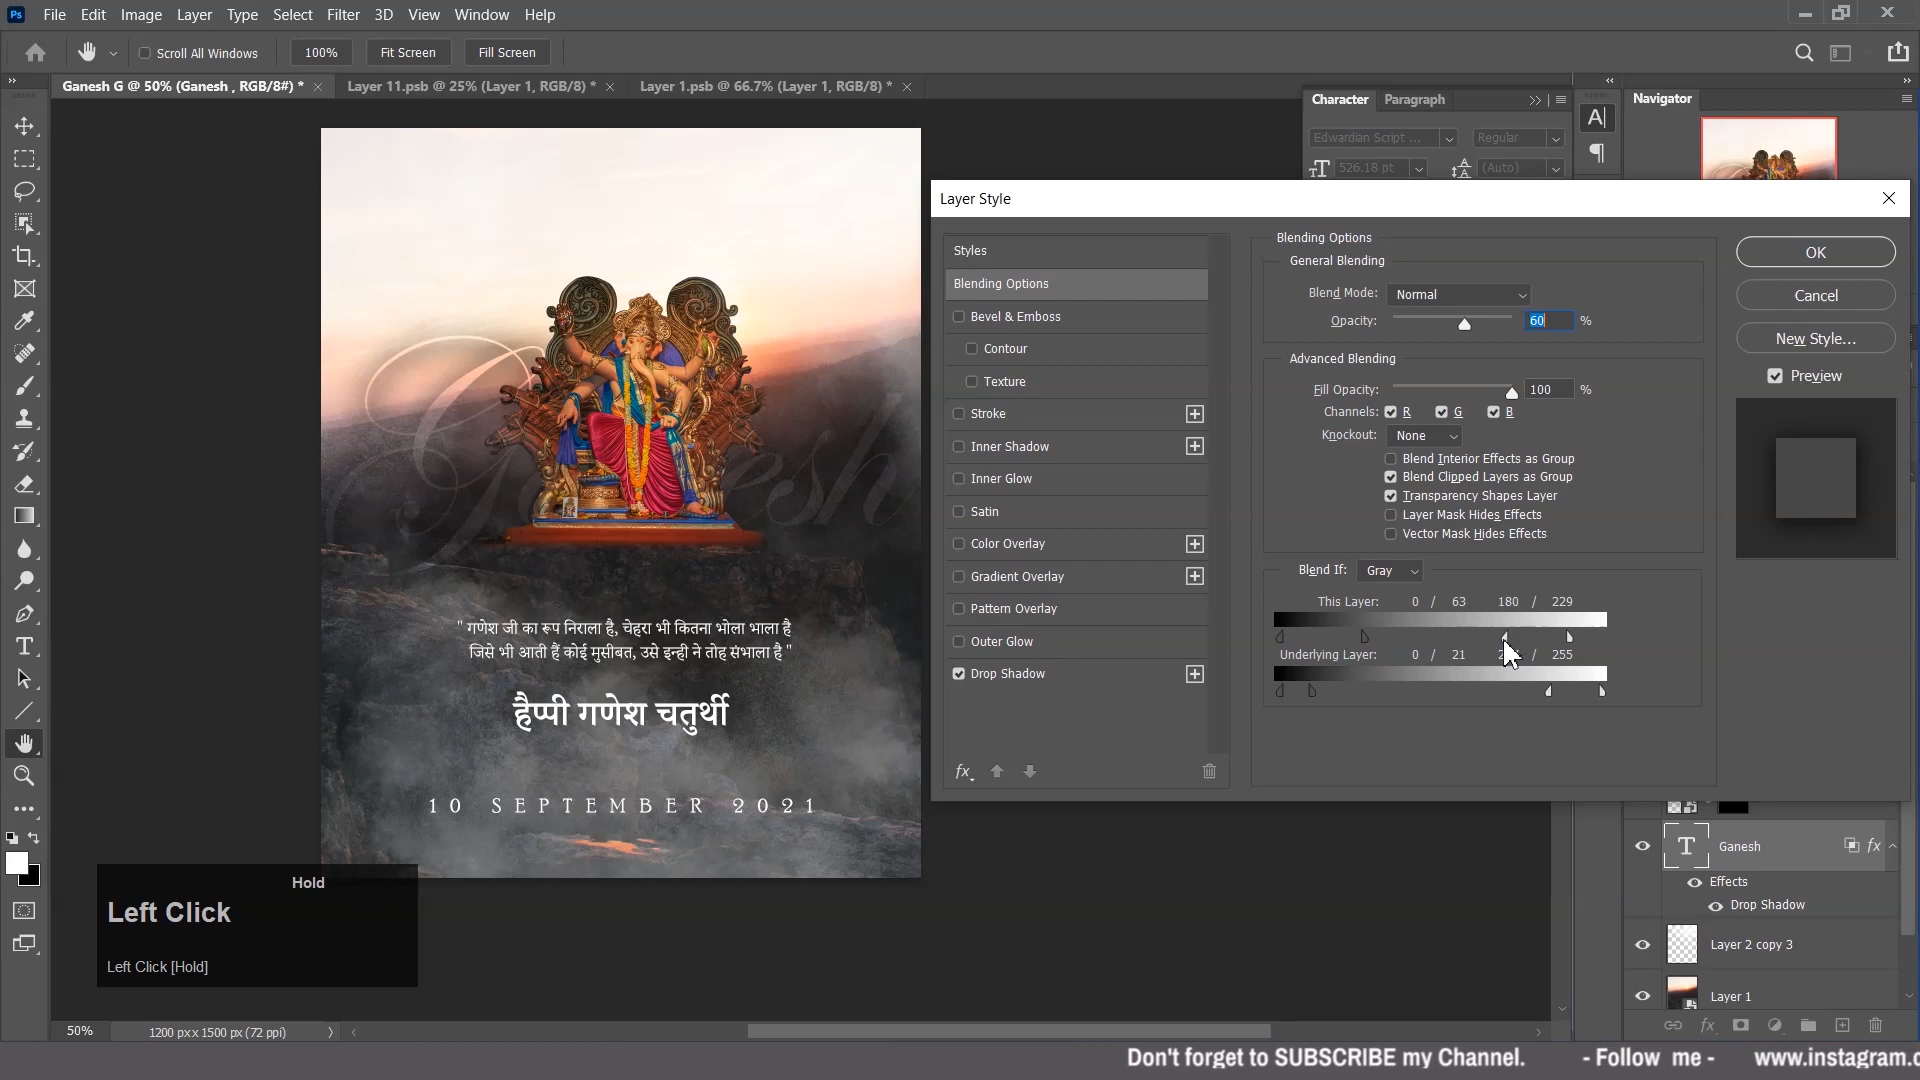 Ps File Edit Image Layer Type Select Filter 3D View Window Help
Scroll All Windows 100% Fit Screen Fill Screen
Ganesh G @ 50% (Ganesh , RGB/8#) * Layer 11.psb @ 25% (Layer 1, RGB/8) * Layer 1.psb @ 66.7% (Layer 1, RGB/8) *
Character Paragraph
Navigator
Edwardian Script ... Regular
526.18 pt (Auto)
Layer Style
Styles
Blending Options
Bevel & Emboss
Contour
Texture
Stroke
Inner Shadow
Inner Glow
Satin
Color Overlay
Gradient Overlay
Pattern Overlay
Outer Glow
Drop Shadow
fx
Blending Options
General Blending
Blend Mode: Normal
Opacity: 60 %
Advanced Blending
Fill Opacity: 100 %
Channels: R G B
Knockout: None
Blend Interior Effects as Group
Blend Clipped Layers as Group
Transparency Shapes Layer
Layer Mask Hides Effects
Vector Mask Hides Effects
Blend If: Gray
This Layer: 0 / 63 180 / 229
Underlying Layer: 0 / 21 / 255
OK
Cancel
New Style...
Preview
Ganesh
" गणेश जी का रूप निराला है, चेहरा भी कितना भोला भाला है
जिसे भी आती हैं कोई मुसीबत, उसे इन्ही ने तोह संभाला है "
हैप्पी गणेश चतुर्थी
10 SEPTEMBER 2021
Hold
Left Click
Left Click [Hold]
Ganesh fx
Effects
Drop Shadow
Layer 2 copy 3
Layer 1
50% 1200 px x 1500 px (72 ppi)
Don't forget to SUBSCRIBE my Channel. - Follow me - www.instagram.c